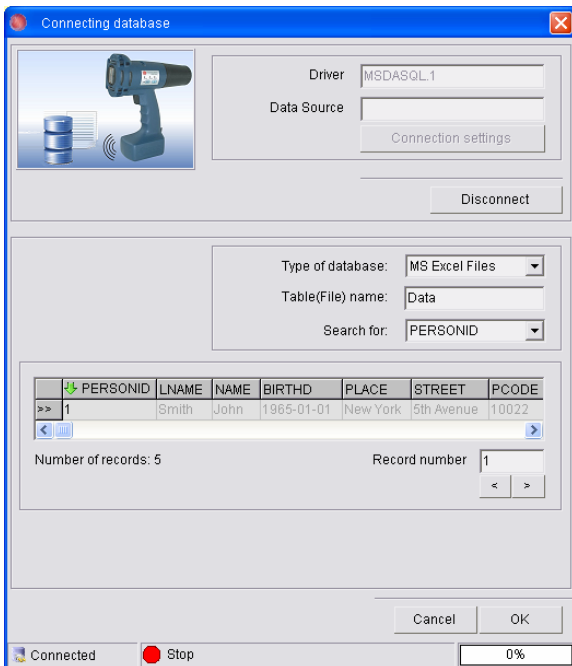 Connecting database
Driver MSDASQL.1
Data Source
Connection settings
Disconnect
Type of database: MS Excel Files
Table(File) name: Data
Search for: PERSONID
PERSONID LNAME NAME BIRTHD PLACE STREET PCODE
>> 1 Smith John 1965-01-01 New York 5th Avenue 10022
Number of records: 5 Record number 1
< >
Cancel OK
Connected Stop 0%